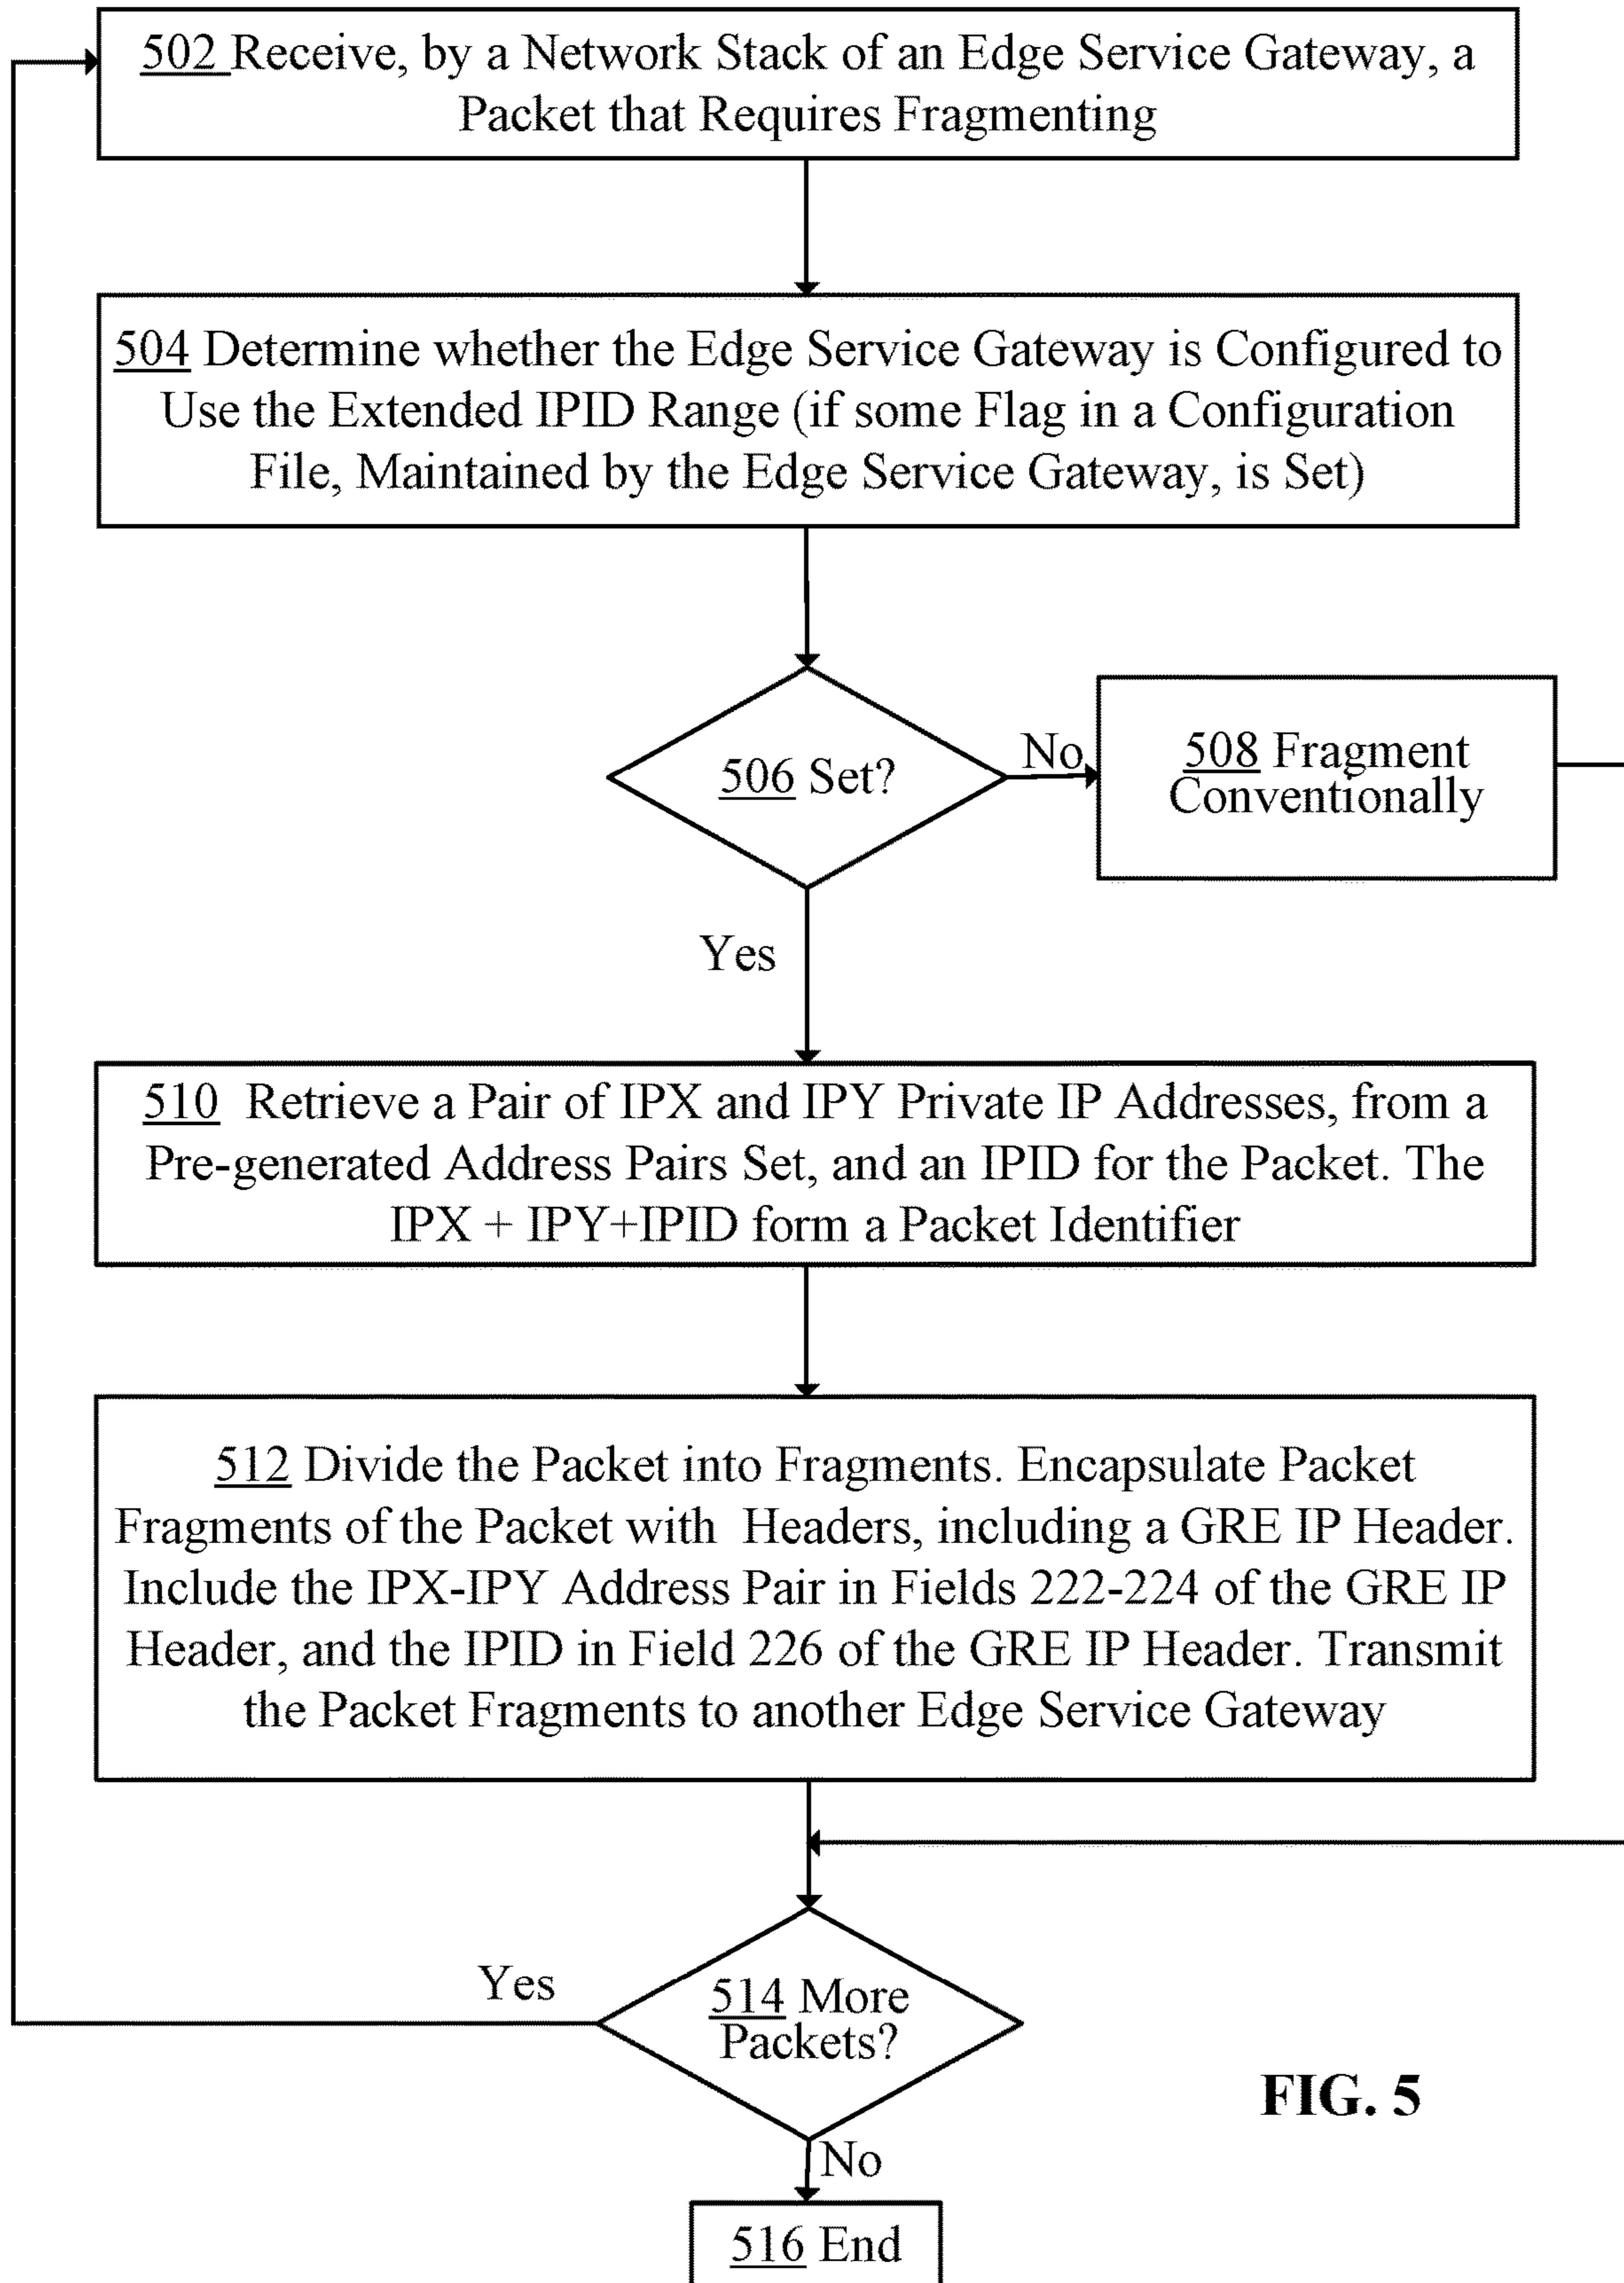 502 Receive, by a Network Stack of an Edge Service Gateway, a
Packet that Requires Fragmenting
504 Determine whether the Edge Service Gateway is Configured to
Use the Extended IPID Range (if some Flag in a Configuration
File, Maintained by the Edge Service Gateway, is Set)
506 Set?
No
508 Fragment
Conventionally
Yes
510 Retrieve a Pair of IPX and IPY Private IP Addresses, from a
Pre-generated Address Pairs Set, and an IPID for the Packet. The
IPX + IPY+IPID form a Packet Identifier
512 Divide the Packet into Fragments. Encapsulate Packet
Fragments of the Packet with Headers, including a GRE IP Header.
Include the IPX-IPY Address Pair in Fields 222-224 of the GRE IP
Header, and the IPID in Field 226 of the GRE IP Header. Transmit
the Packet Fragments to another Edge Service Gateway
Yes
514 More
Packets?
FIG. 5
No
516 End